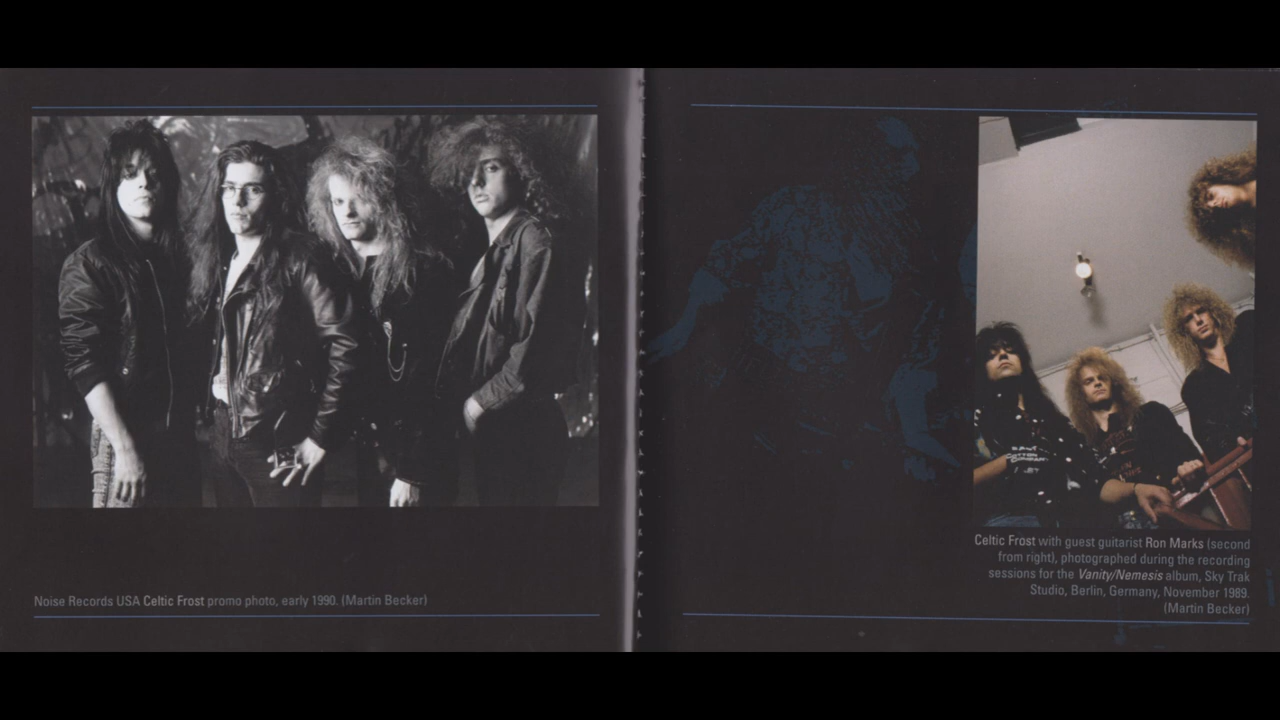 Noise Records USA Celtic Frost promo photo, early 1990. (Martin Becker)
Celtic Frost with guest guitarist Ron Marks (second
from right), photographed during the recording
sessions for the Vanity/Nemesis album, Sky Trak
Studio, Berlin, Germany, November 1989.
(Martin Becker)